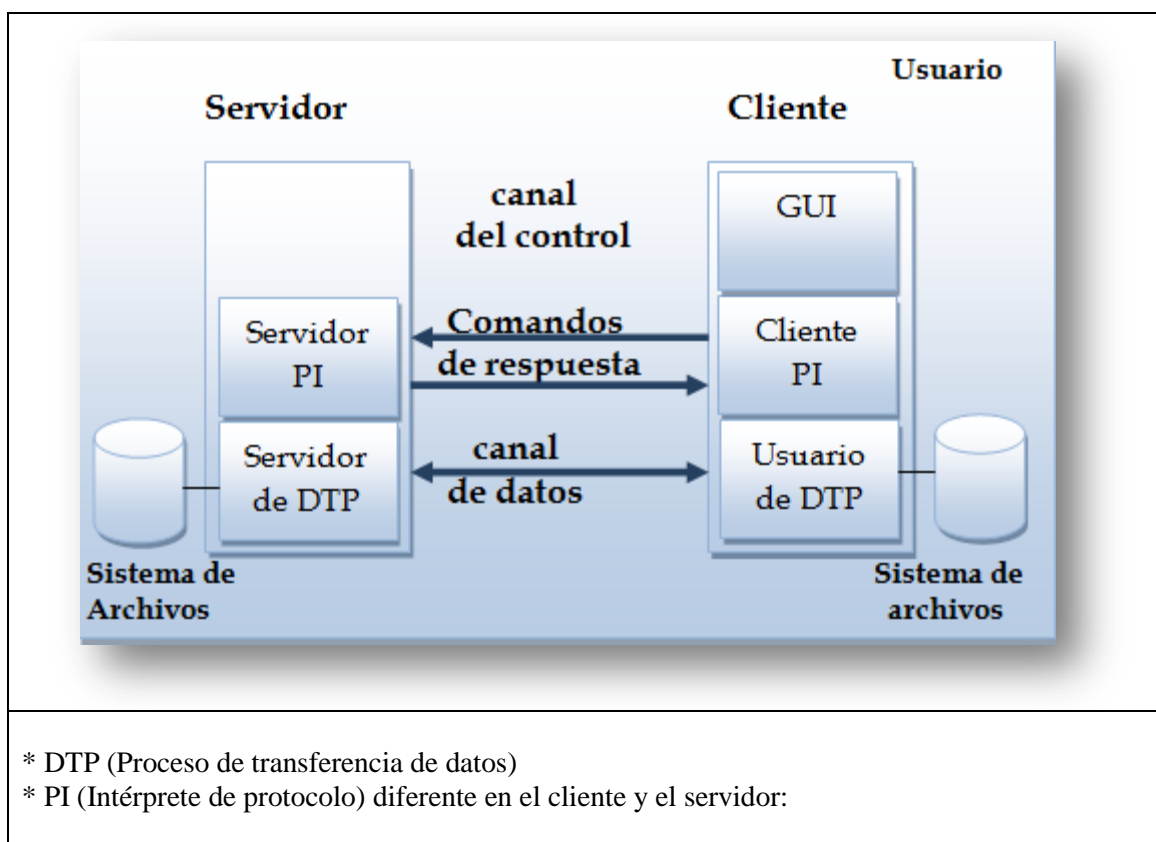 Usuario
Servidor
Cliente
canal
del control
GUI
Servidor
PI
Comandos
de respuesta
Cliente
PI
Servidor
de DTP
canal
de datos
Usuario
de DTP
Sistema de
Archivos
Sistema de
archivos
* DTP (Proceso de transferencia de datos)
* PI (Intérprete de protocolo) diferente en el cliente y el servidor: